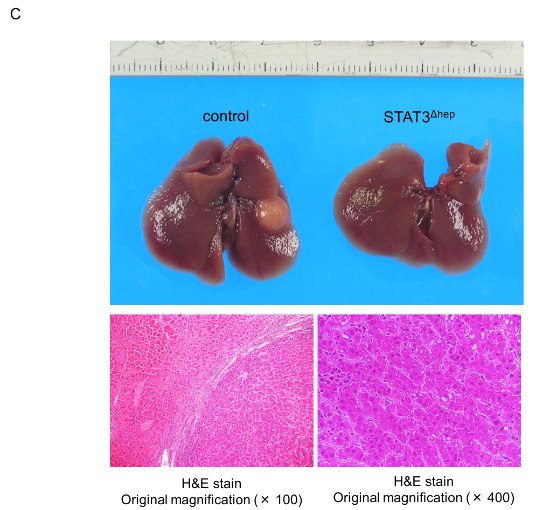 C
control
STAT3Δhep
H&E stain
Original magnification (× 100)
H&E stain
Original magnification (× 400)